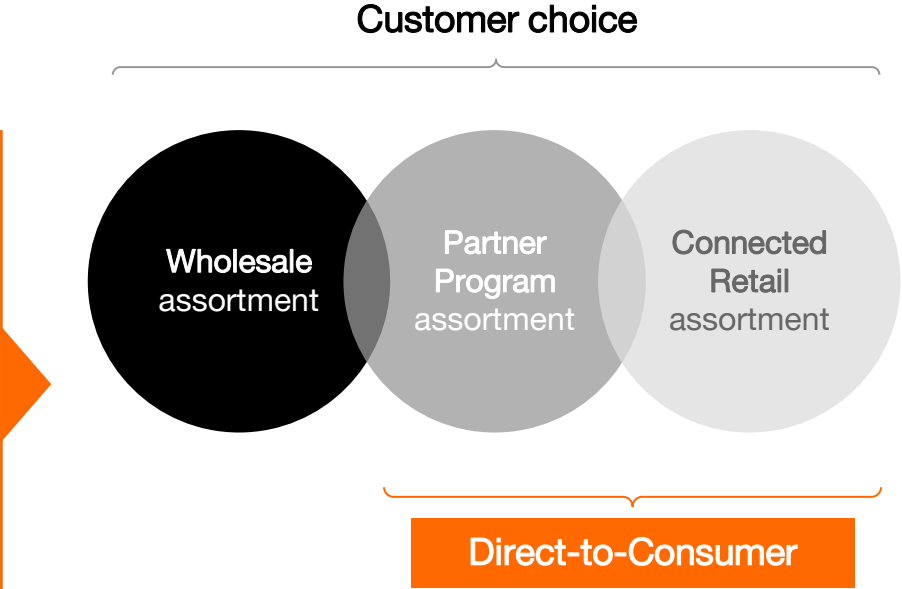 Customer choice
Wholesale
assortment
Partner
Program
assortment
Connected
Retail
assortment
Direct-to-Consumer